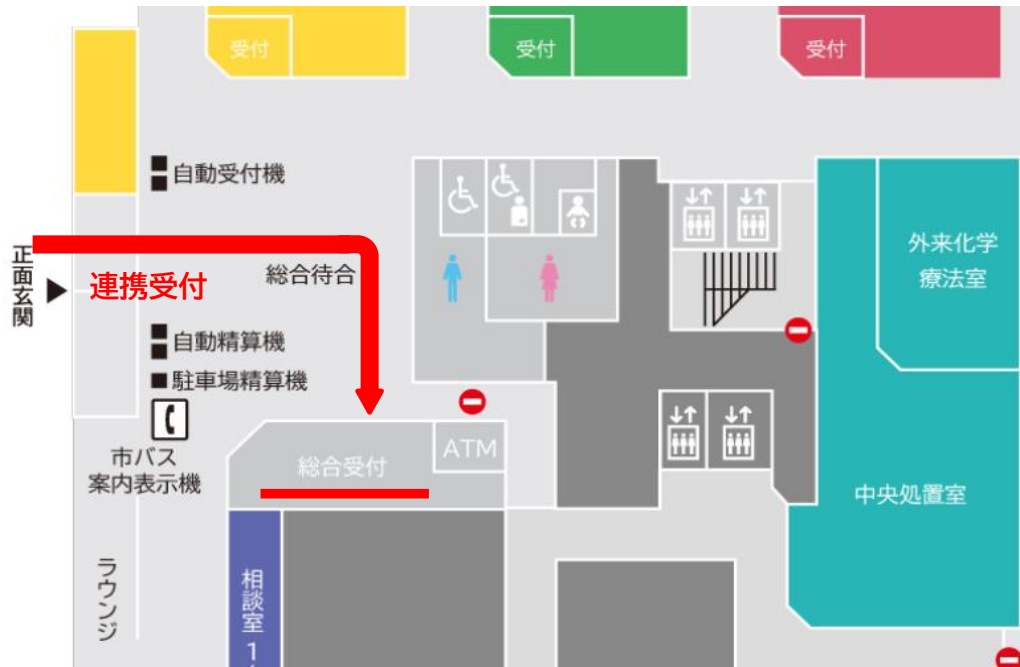 受付
受付
受付
自動受付機
正面玄関
連携受付
総合待合
外来化学
療法室
自動精算機
駐車場精算機
市バス
案内表示機
ATM
総合受付
中央処置室
ラウンジ
相談室 1